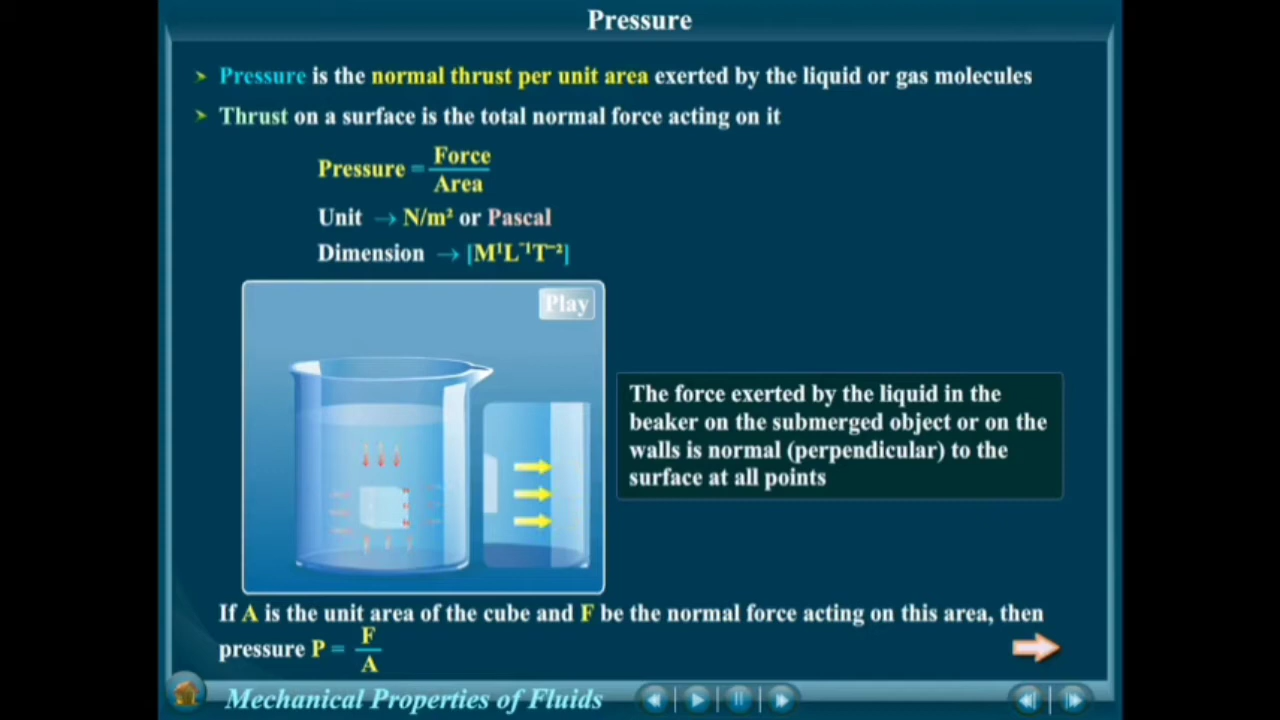 Pressure
Pressure is the normal thrust per unit area exerted by the liquid or gas molecules
Thrust on a surface is the total normal force acting on it
Pressure = Force / Area
Unit → N/m² or Pascal
Dimension → [M¹L⁻¹T⁻²]
Play
The force exerted by the liquid in the
beaker on the submerged object or on the
walls is normal (perpendicular) to the
surface at all points
If A is the unit area of the cube and F be the normal force acting on this area, then
pressure P = F / A
Mechanical Properties of Fluids